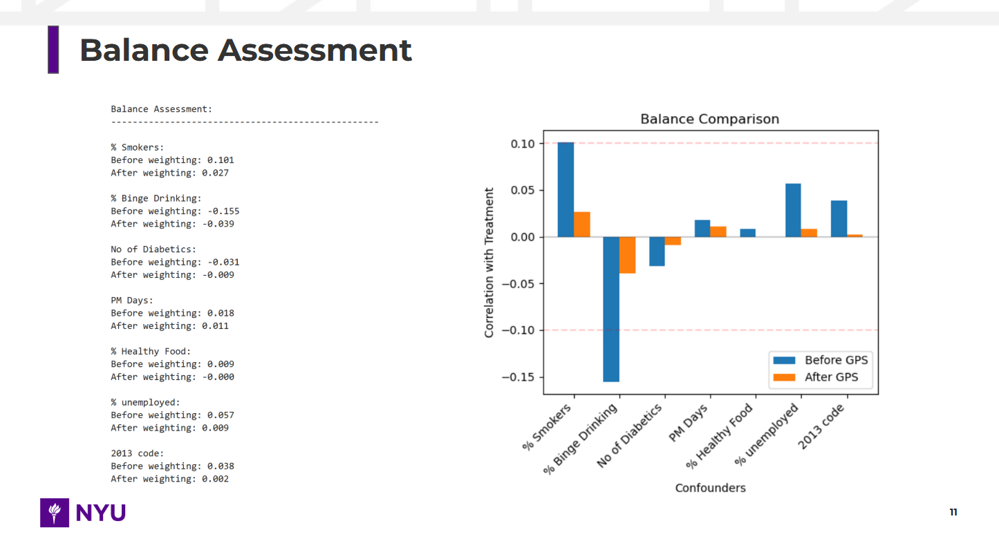 Balance Assessment
Balance Assessment:
--------------------------------------------------
% Smokers:
Before weighting: 0.101
After weighting: 0.027
% Binge Drinking:
Before weighting: -0.155
After weighting: -0.039
No of Diabetics:
Before weighting: -0.031
After weighting: -0.009
PM Days:
Before weighting: 0.018
After weighting: 0.011
% Healthy Food:
Before weighting: 0.009
After weighting: -0.000
% unemployed:
Before weighting: 0.057
After weighting: 0.009
2013 code:
Before weighting: 0.038
After weighting: 0.002
Balance Comparison
Correlation with Treatment
0.10
0.05
0.00
−0.05
−0.10
−0.15
Before GPS
After GPS
% Smokers
% Binge Drinking
No of Diabetics
PM Days
% Healthy Food
% unemployed
2013 code
Confounders
NYU
11